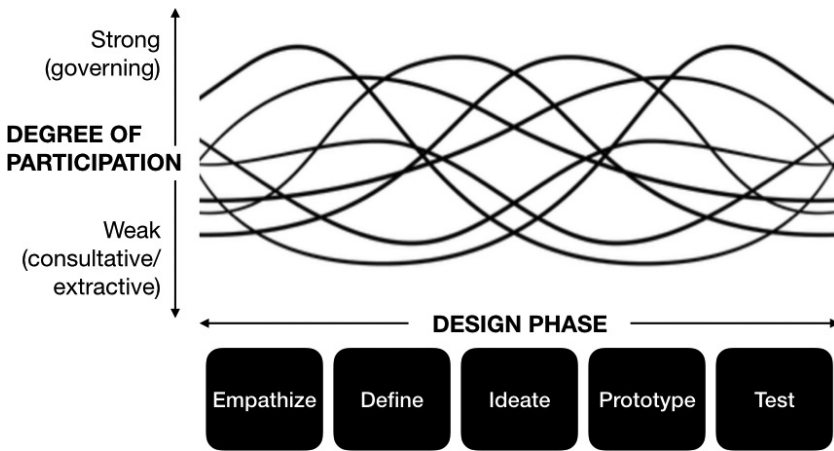 Strong
(governing)
DEGREE OF
PARTICIPATION
Weak
(consultative/
extractive)
DESIGN PHASE
Empathize
Define
Ideate
Prototype
Test